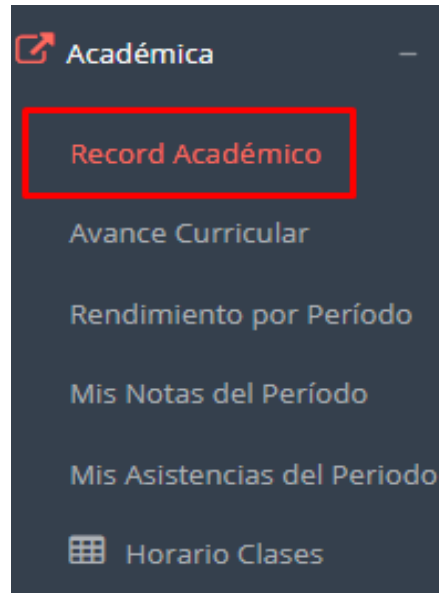 Académica
Record Académico
Avance Curricular
Rendimiento por Período
Mis Notas del Período
Mis Asistencias del Periodo
Horario Clases